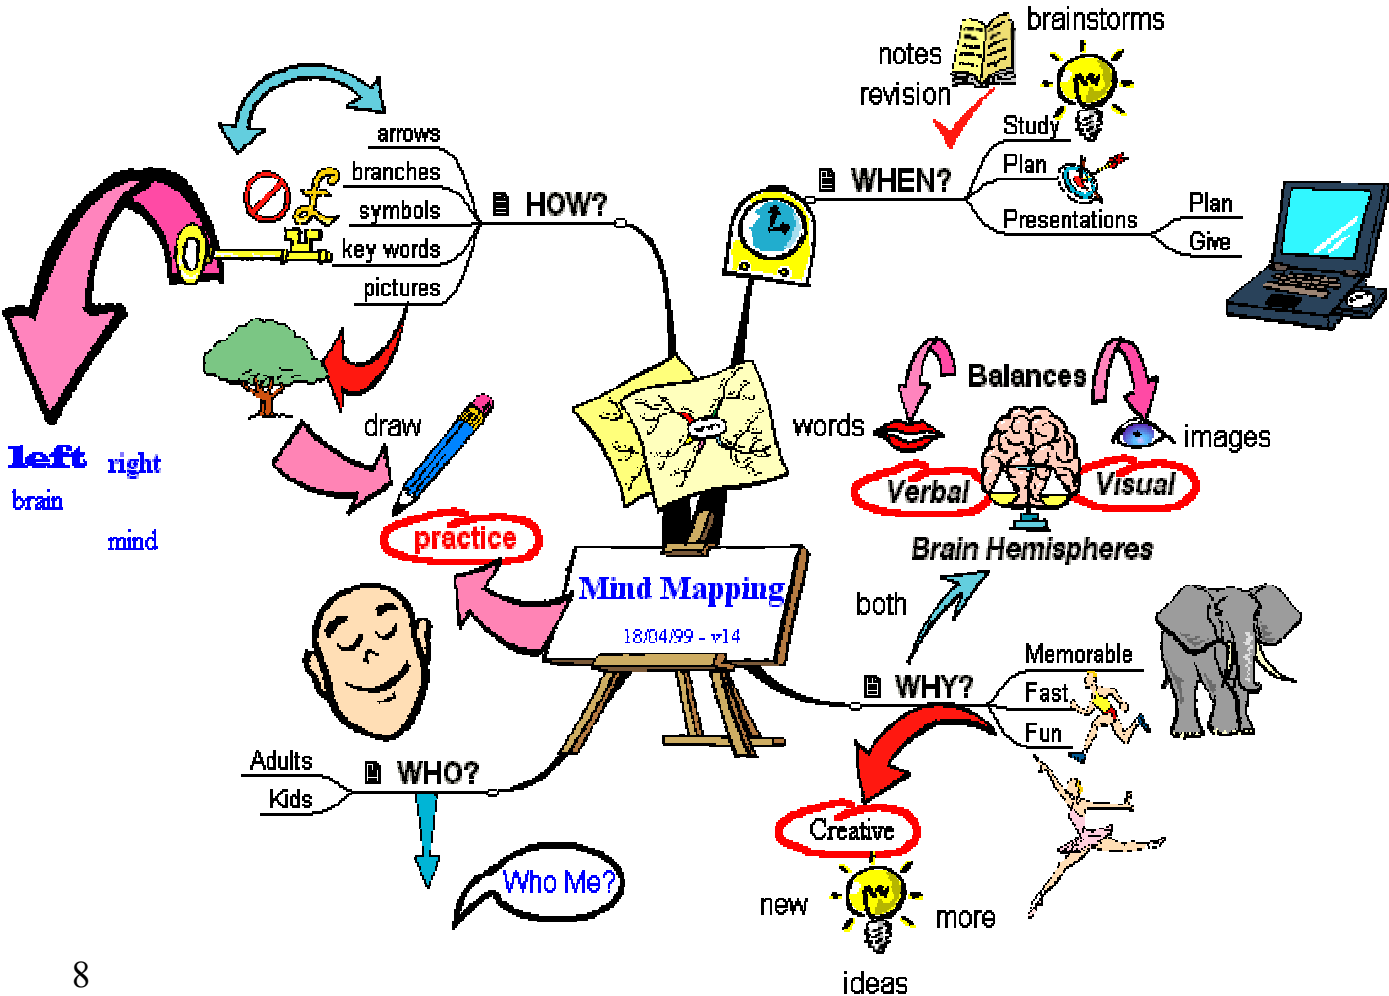 brainstorms
notes
revision
Study
Plan
WHEN?
Presentations
Plan
Give
arrows
branches
symbols
key words
pictures
HOW?
draw
left right
brain
mind
practice
Mind Mapping
18/04/99 - v14
Balances
words
images
Verbal
Visual
Brain Hemispheres
both
WHY?
Memorable
Fast
Fun
Creative
new
more
ideas
Adults
Kids
WHO?
Who Me?
8